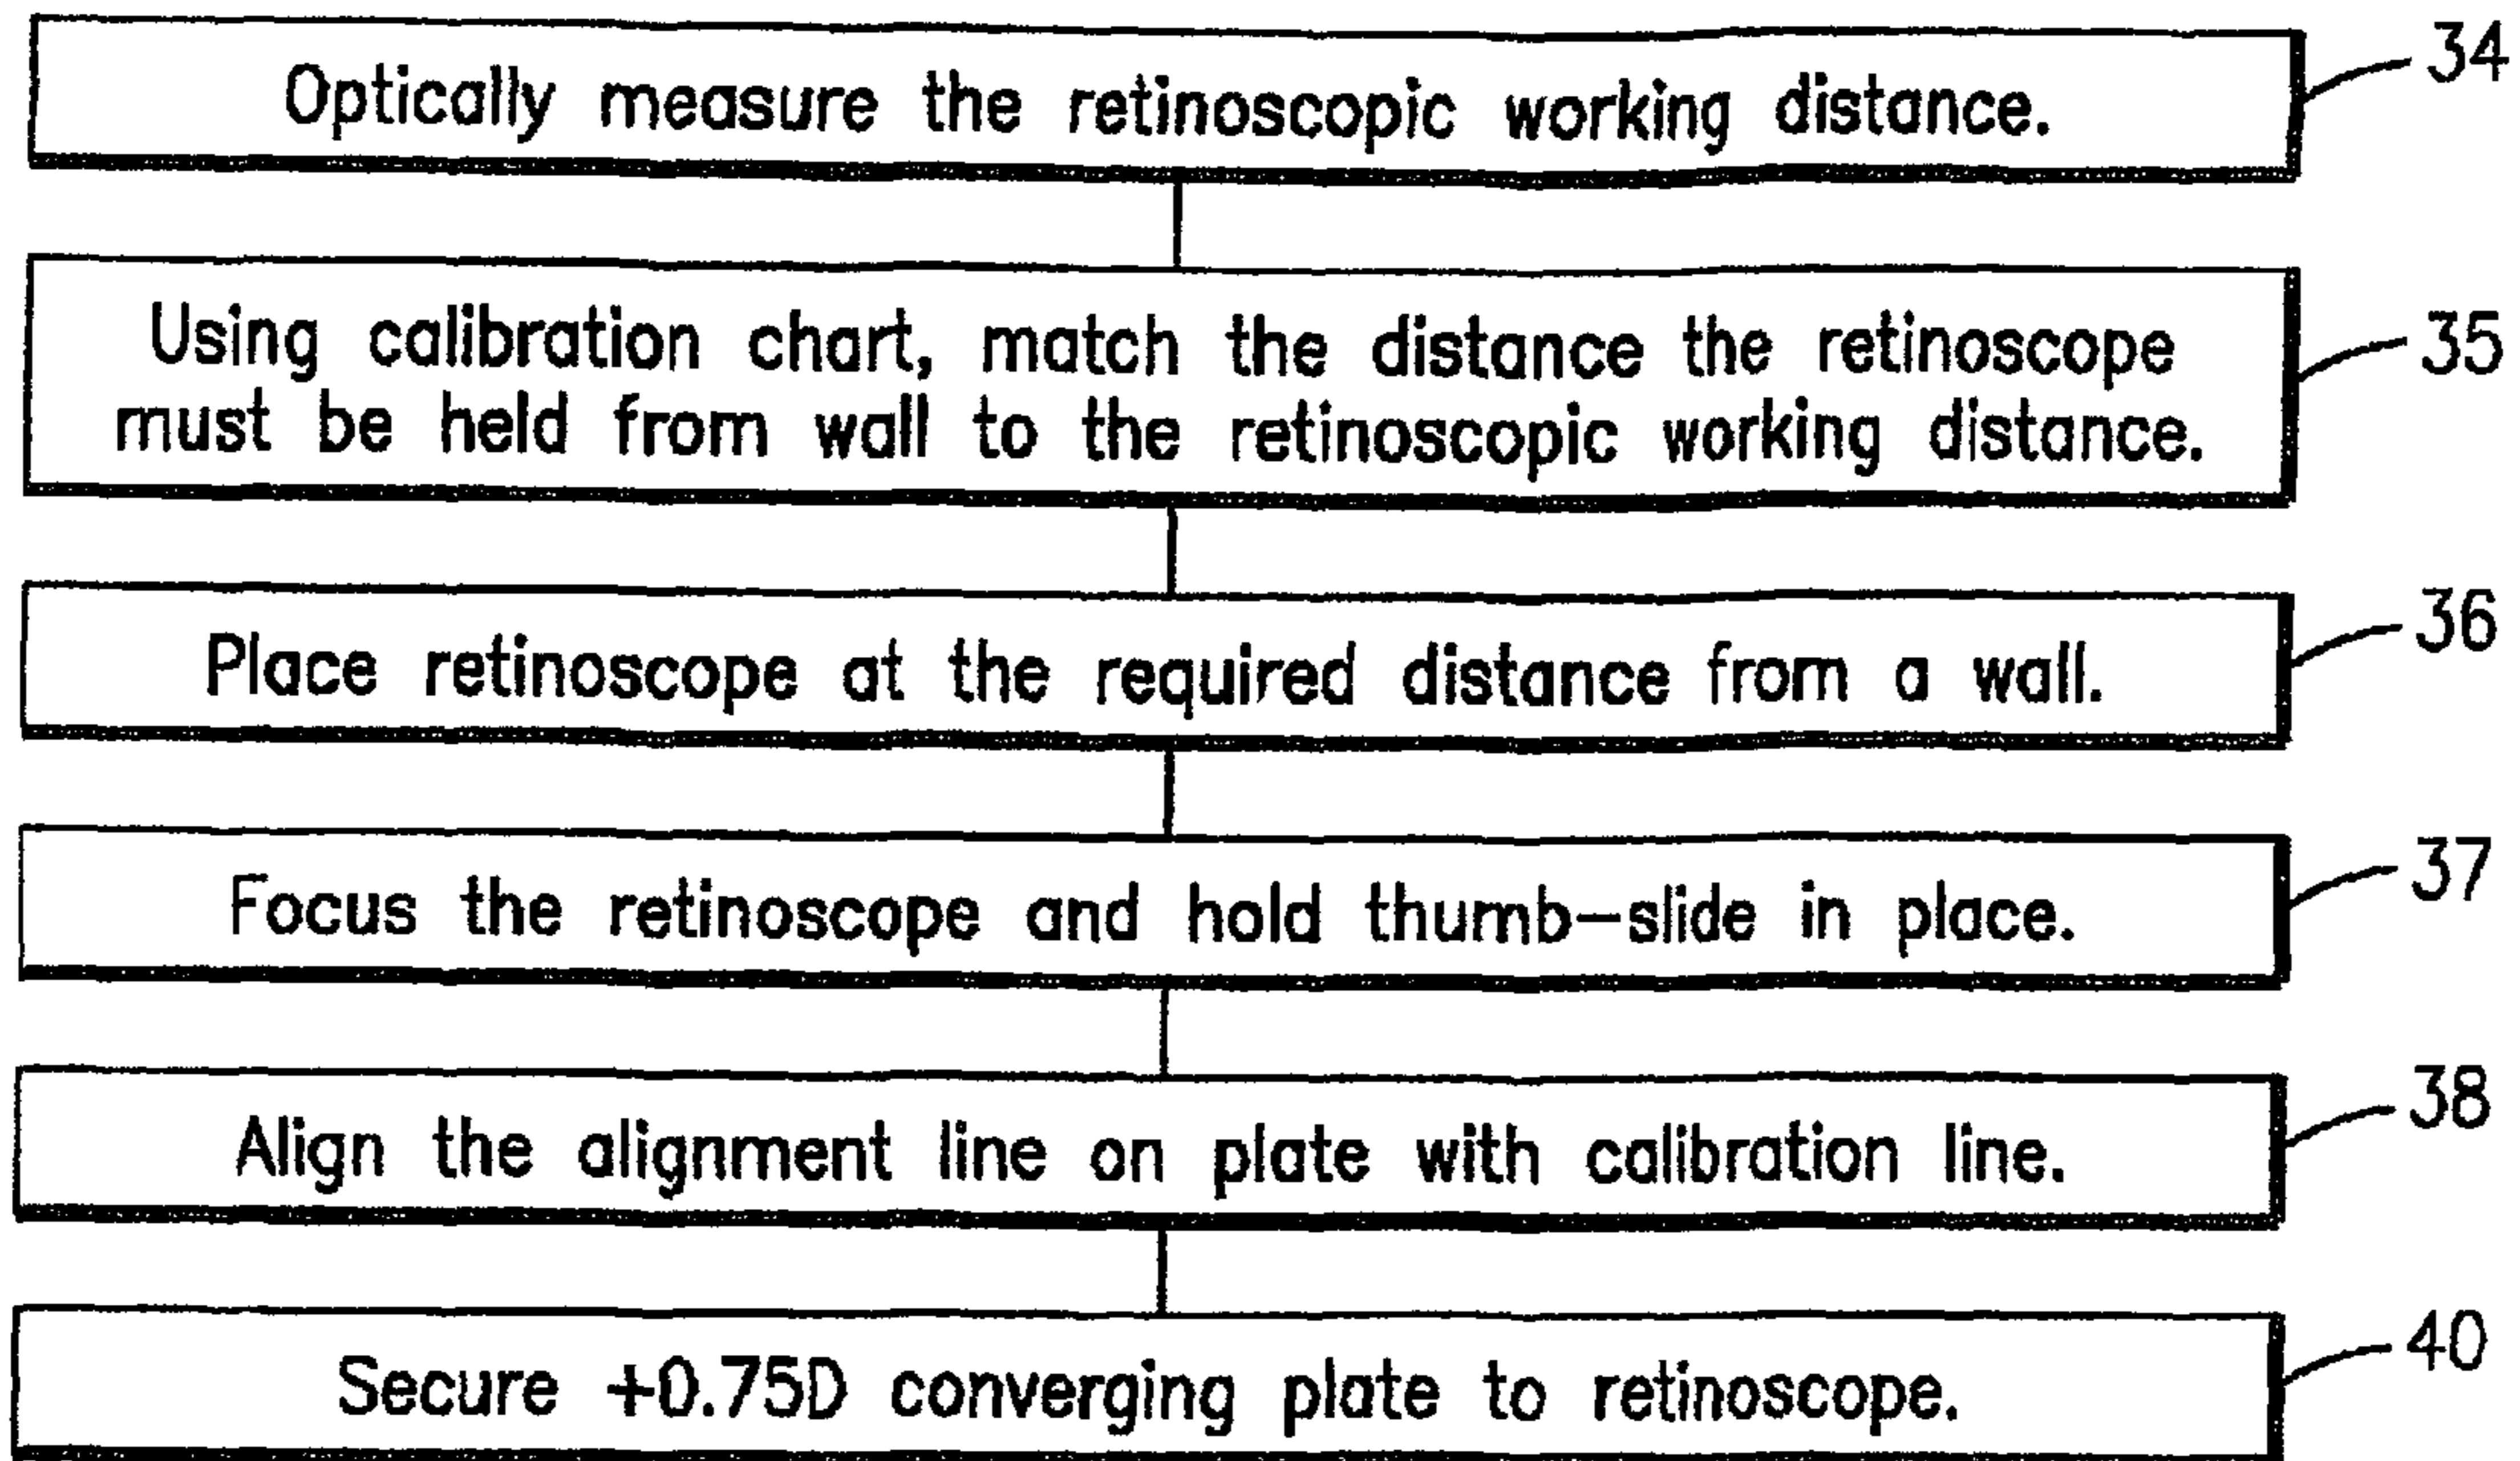 Optically measure the retinoscopic working distance.
34
Using calibration chart, match the distance the retinoscope
must be held from wall to the retinoscopic working distance.
35
Place retinoscope at the required distance from a wall.
36
Focus the retinoscope and hold thumb-slide in place.
37
Align the alignment line on plate with calibration line.
38
Secure +0.75D converging plate to retinoscope.
40